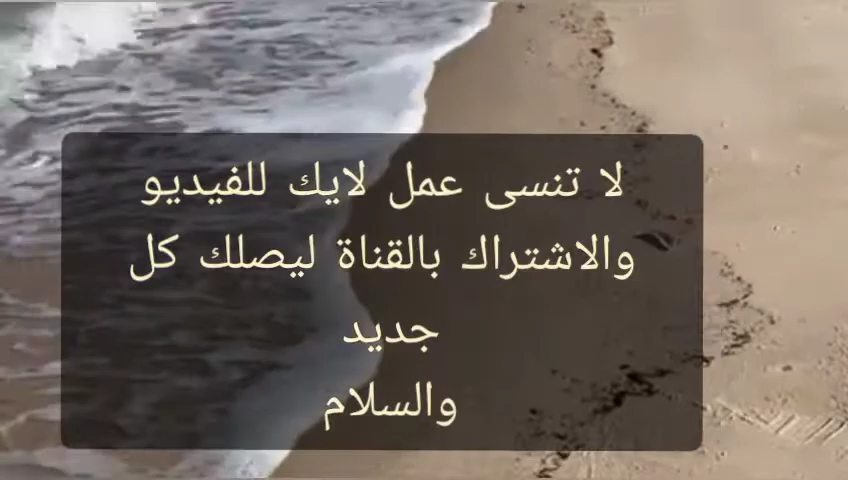 لا تنسى عمل لايك للفيديو
والاشتراك بالقناة ليصلك كل
جديد
والسلام